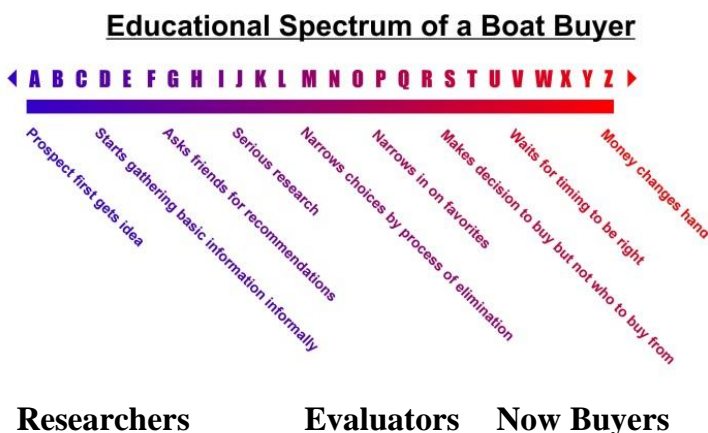 Educational Spectrum of a Boat Buyer
A B C D E F G H I J K L M N O P Q R S T U V W X Y Z
Prospect first gets idea
Starts gathering basic information informally
Asks friends for recommendations
Serious research
Narrows choices by process of elimination
Narrows in on favorites
Makes decision to buy but not who to buy from
Waits for timing to be right
Money changes hand
Researchers Evaluators Now Buyers